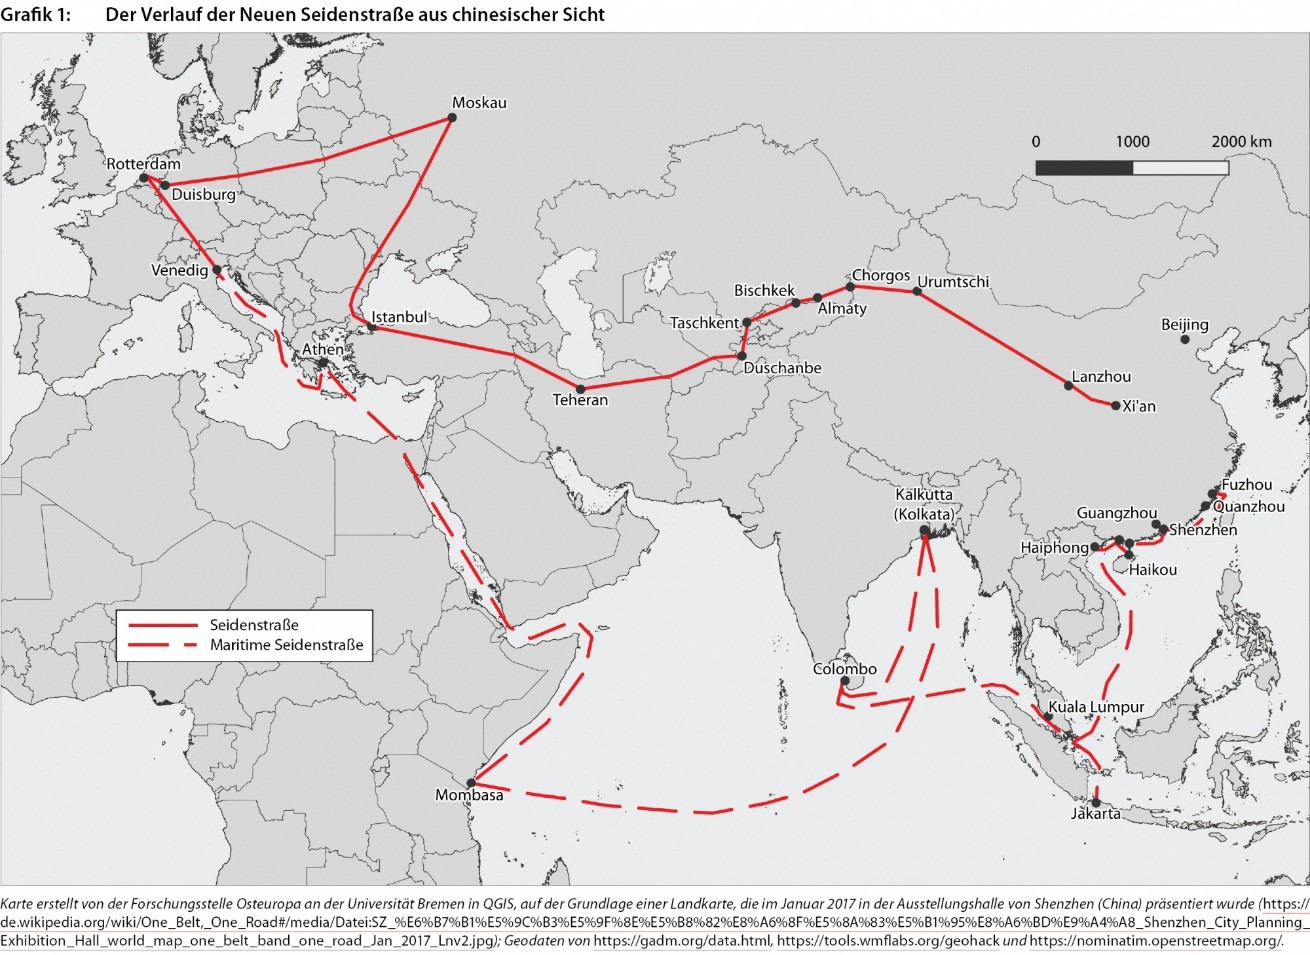 Grafik 1: Der Verlauf der Neuen Seidenstraße aus chinesischer Sicht
Moskau
0 1000 2000 km
Rotterdam
Duisburg
Venedig
Istanbul
Athen
Teheran
Duschanbe
Taschkent
Bischkek
Almaty
Chorgos
Urumtschi
Beijing
Lanzhou
Xi'an
Fuzhou
Quanzhou
Guangzhou
Shenzhen
Haiphong
Haikou
Kalkutta
(Kolkata)
Seidenstraße
Maritime Seidenstraße
Colombo
Kuala Lumpur
Mombasa
Jakarta
Karte erstellt von der Forschungsstelle Osteuropa an der Universität Bremen in QGIS, auf der Grundlage einer Landkarte, die im Januar 2017 in der Ausstellungshalle von Shenzhen (China) präsentiert wurde (https://
de.wikipedia.org/wiki/One_Belt,_One_Road#/media/Datei:SZ_%E6%B7%B1%E5%9C%B3%E5%9F%8E%E5%B8%82%E8%A6%8F%E5%8A%83%E5%B1%95%E8%A6%BD%E9%A4%A8_Shenzhen_City_Planning_
Exhibition_Hall_world_map_one_belt_band_one_road_Jan_2017_Lnv2.jpg); Geodaten von https://gadm.org/data.html, https://tools.wmflabs.org/geohack und https://nominatim.openstreetmap.org/.